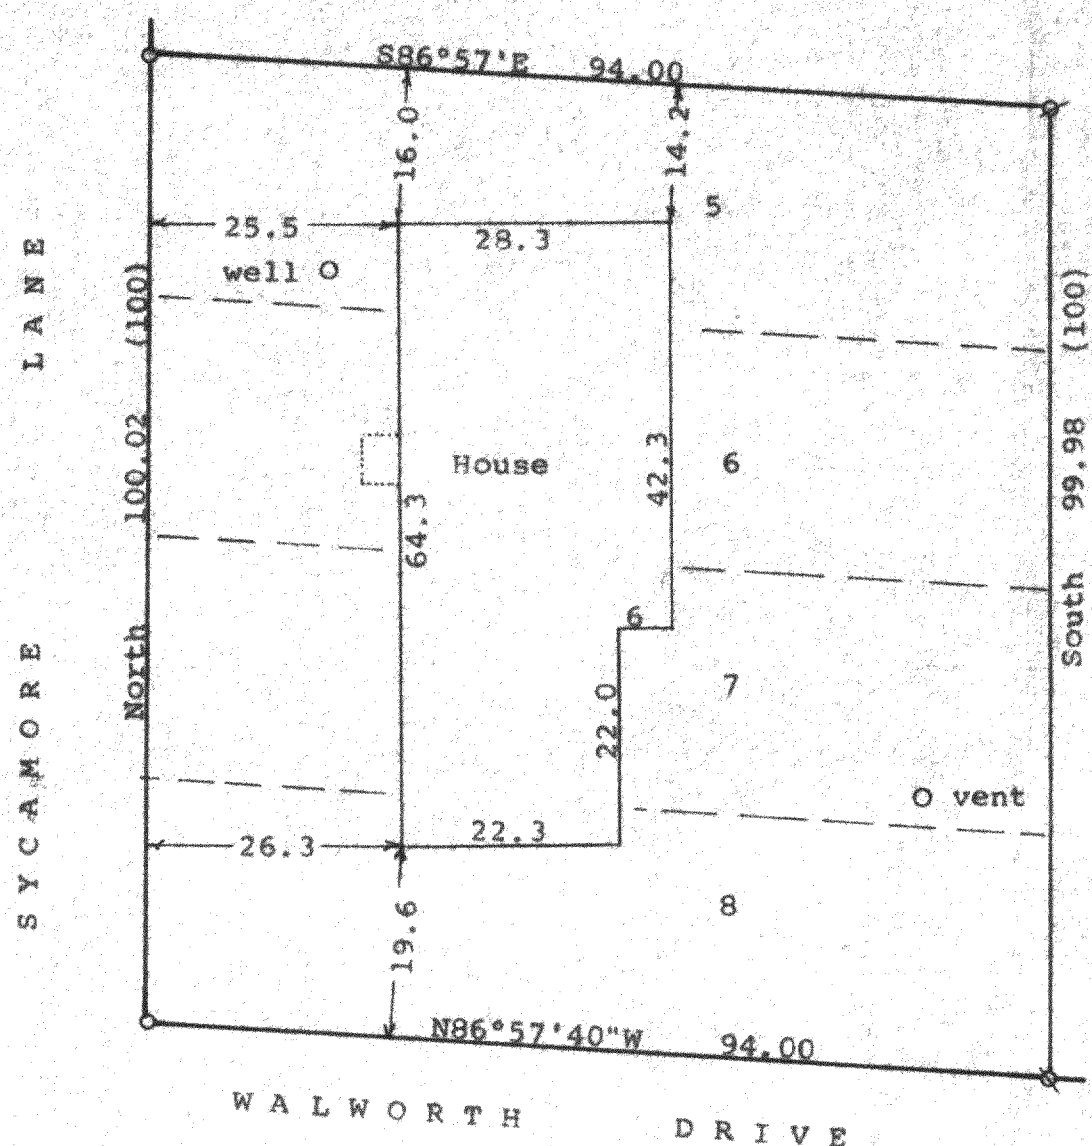 S86°57'E 94.00
16.0
14.2
5
25.5
28.3
well
SYCAMORE LANE
North 100.02 (100)
South 99.98 (100)
House
42.3
6
64.3
6
22.0
7
vent
26.3
22.3
8
19.6
N86°57'40"W 94.00
WALWORTH DRIVE